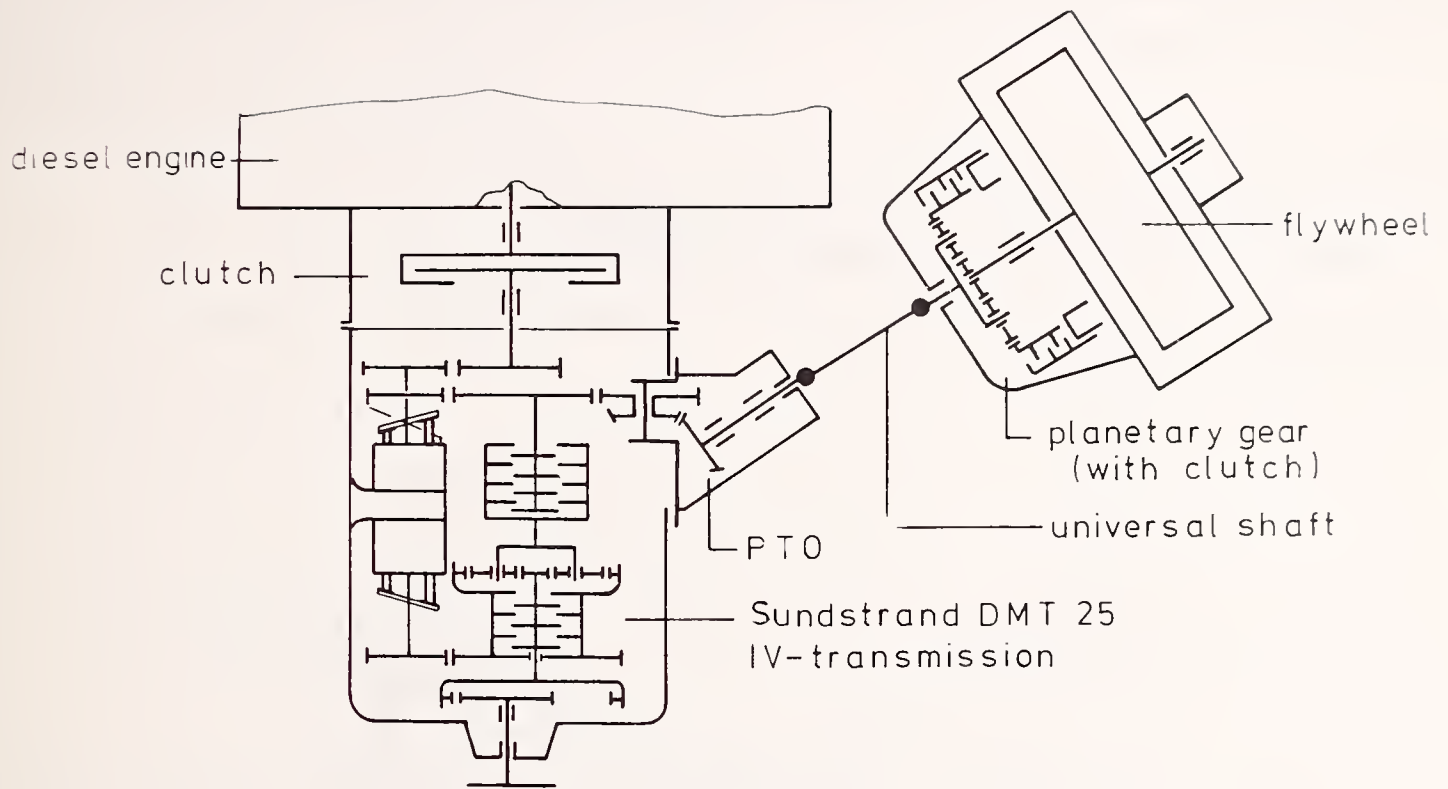 diesel engine
clutch
flywheel
planetary gear
(with clutch)
universal shaft
PTO
Sundstrand DMT 25
IV-transmission